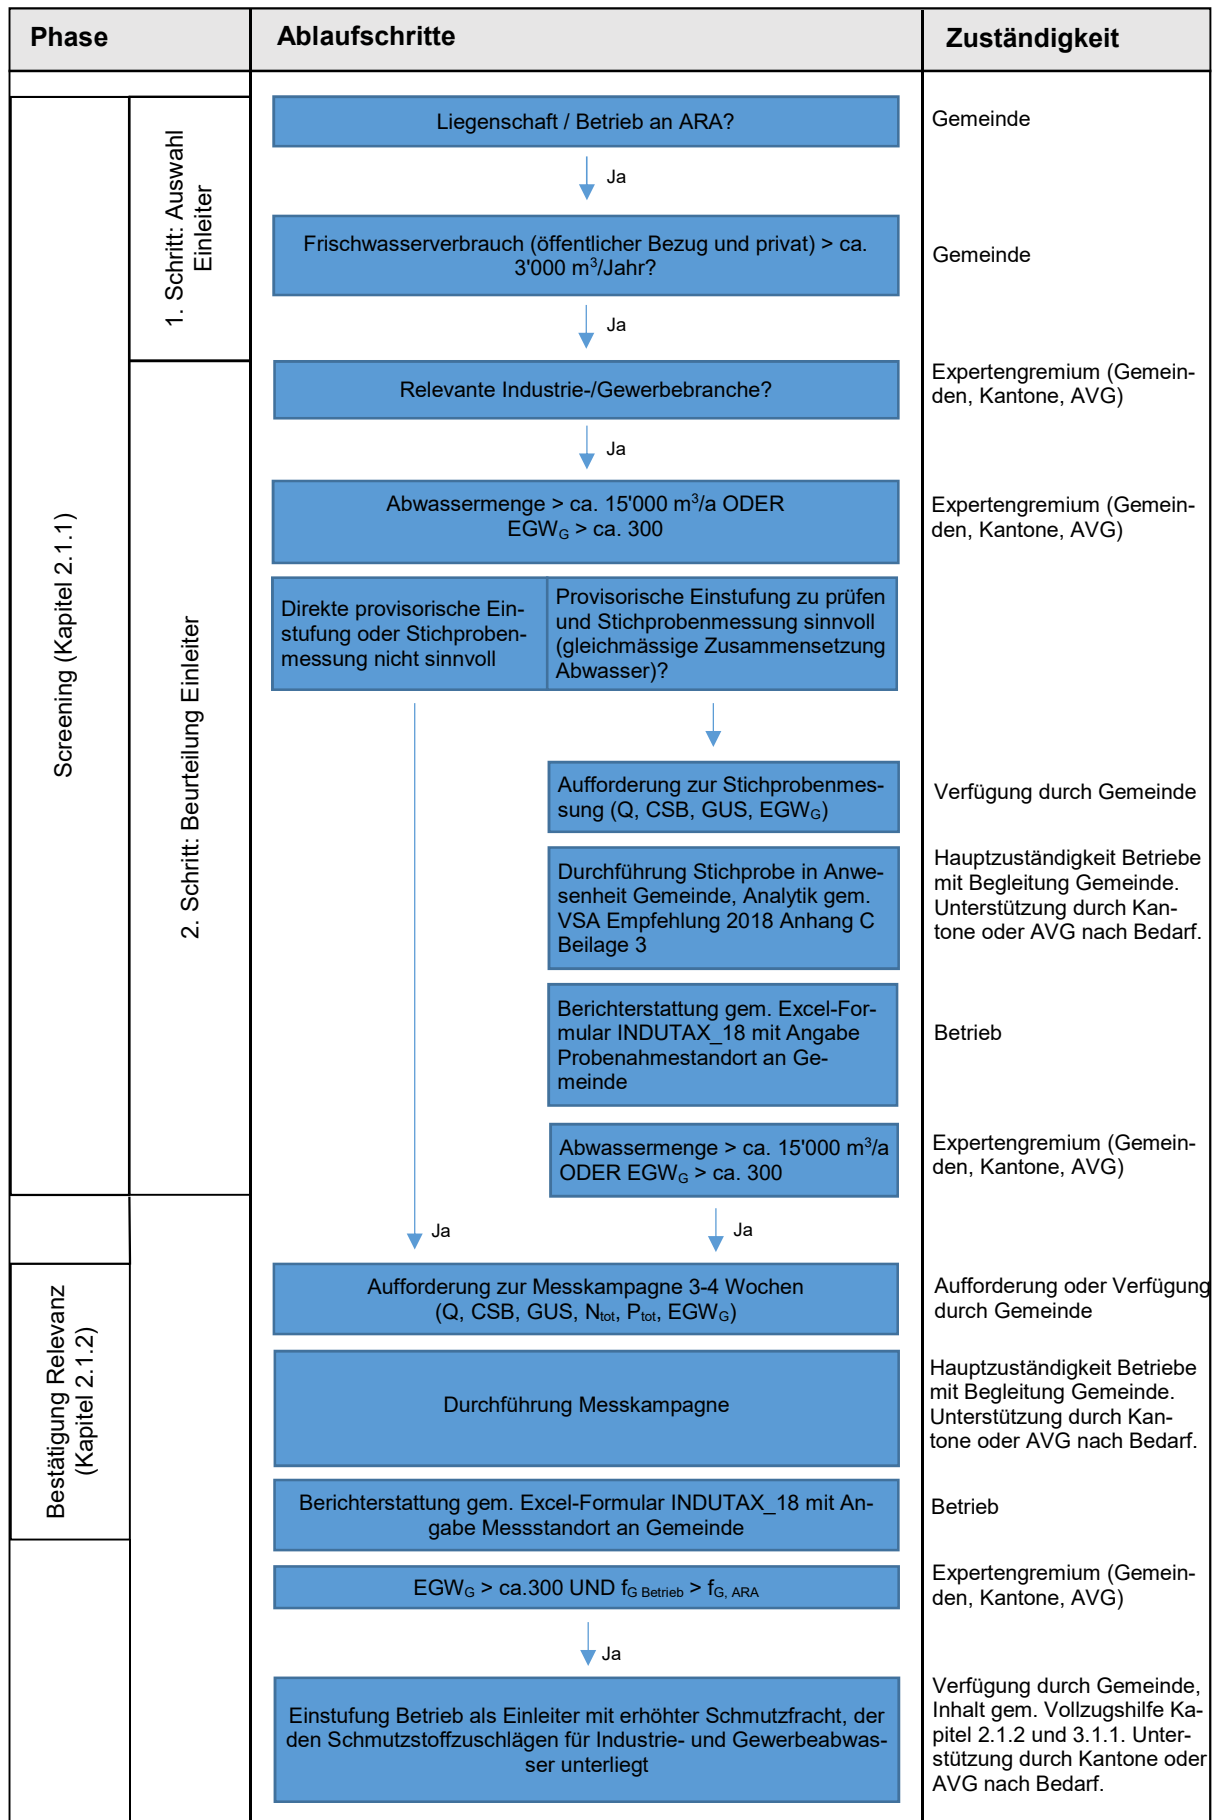 Phase
Ablaufschritte
Zuständigkeit
Screening (Kapitel 2.1.1)
1. Schritt: Auswahl
Einleiter
Liegenschaft / Betrieb an ARA?
Gemeinde
Ja
Frischwasserverbrauch (öffentlicher Bezug und privat) > ca.
3'000 m³/Jahr?
Gemeinde
Ja
2. Schritt: Beurteilung Einleiter
Relevante Industrie-/Gewerbebranche?
Expertengremium (Gemein-
den, Kantone, AVG)
Ja
Abwassermenge > ca. 15'000 m³/a ODER
EGW_G > ca. 300
Expertengremium (Gemein-
den, Kantone, AVG)
Direkte provisorische Ein-
stufung oder Stichproben-
messung nicht sinnvoll
Provisorische Einstufung zu prüfen
und Stichprobenmessung sinnvoll
(gleichmässige Zusammensetzung
Abwasser)?
Aufforderung zur Stichprobenmes-
sung (Q, CSB, GUS, EGW_G)
Verfügung durch Gemeinde
Durchführung Stichprobe in Anwe-
senheit Gemeinde, Analytik gem.
VSA Empfehlung 2018 Anhang C
Beilage 3
Hauptzuständigkeit Betriebe
mit Begleitung Gemeinde.
Unterstützung durch Kan-
tone oder AVG nach Bedarf.
Berichterstattung gem. Excel-For-
mular INDUTAX_18 mit Angabe
Probenahmestandort an Ge-
meinde
Betrieb
Abwassermenge > ca. 15'000 m³/a
ODER EGW_G > ca. 300
Expertengremium (Gemein-
den, Kantone, AVG)
Ja
Ja
Bestätigung Relevanz
(Kapitel 2.1.2)
Aufforderung zur Messkampagne 3-4 Wochen
(Q, CSB, GUS, N_tot, P_tot, EGW_G)
Aufforderung oder Verfügung
durch Gemeinde
Durchführung Messkampagne
Hauptzuständigkeit Betriebe
mit Begleitung Gemeinde.
Unterstützung durch Kan-
tone oder AVG nach Bedarf.
Berichterstattung gem. Excel-Formular INDUTAX_18 mit An-
gabe Messstandort an Gemeinde
Betrieb
EGW_G > ca.300 UND f_G Betrieb > f_G, ARA
Expertengremium (Gemein-
den, Kantone, AVG)
Ja
Einstufung Betrieb als Einleiter mit erhöhter Schmutzfracht, der
den Schmutzstoffzuschlägen für Industrie- und Gewerbeabwas-
ser unterliegt
Verfügung durch Gemeinde,
Inhalt gem. Vollzugshilfe Ka-
pitel 2.1.2 und 3.1.1. Unter-
stützung durch Kantone oder
AVG nach Bedarf.